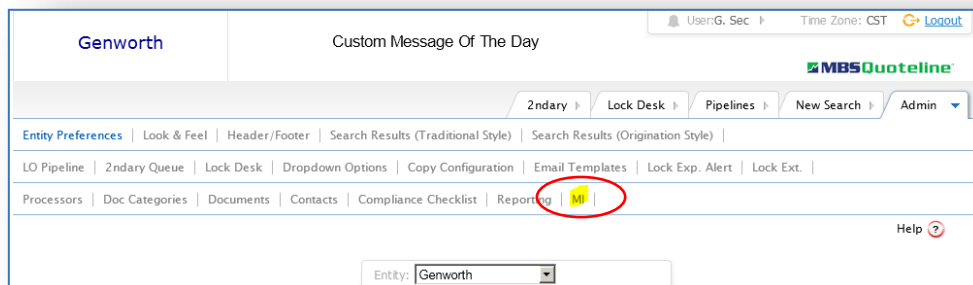 User:G. Sec Time Zone: CST Logout
Genworth Custom Message Of The Day
MBSQuoteline
2ndary Lock Desk Pipelines New Search Admin
Entity Preferences | Look & Feel | Header/Footer | Search Results (Traditional Style) | Search Results (Origination Style) |
LO Pipeline | 2ndary Queue | Lock Desk | Dropdown Options | Copy Configuration | Email Templates | Lock Exp. Alert | Lock Ext. |
Processors | Doc Categories | Documents | Contacts | Compliance Checklist | Reporting | MI |
Help ?
Entity: Genworth